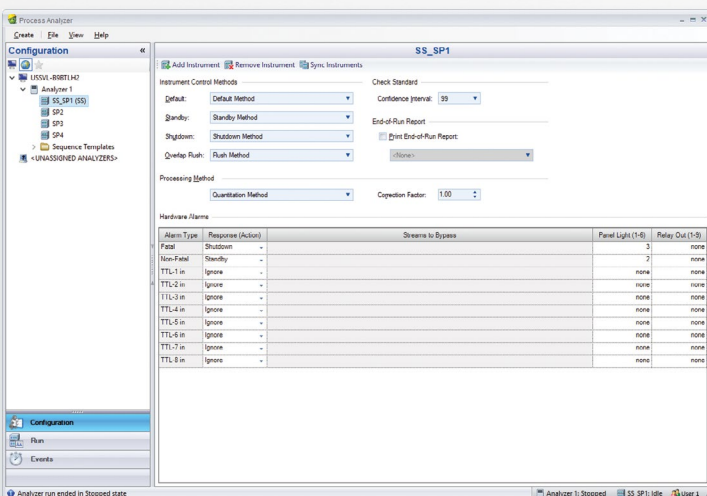 Process Analyzer
Create File View Help
Configuration «
SS_SP1
USSVL-B9BTLH2
Analyzer 1
SS_SP1 (SS)
SP2
SP3
SP4
Sequence Templates
<UNASSIGNED ANALYZERS>
Add Instrument Remove Instrument Sync Instruments
Instrument Control Methods
Default: Default Method
Standby: Standby Method
Shutdown: Shutdown Method
Overlap Flush: Flush Method
Check Standard
Confidence Interval: 99
End-of-Run Report
Print End-of-Run Report:
<None>
Processing Method
Quantitation Method
Correction Factor: 1.00
Hardware Alarms
Alarm Type Response (Action) Streams to Bypass Panel Light (1-6) Relay Out (1-9)
Fatal Shutdown 3 none
Non-Fatal Standby 2 none
TTL-1 in Ignore none none
TTL-2 in Ignore none none
TTL-3 in Ignore none none
TTL-4 in Ignore none none
TTL-5 in Ignore none none
TTL-6 in Ignore none none
TTL-7 in Ignore none none
TTL-8 in Ignore none none
Configuration
Run
Events
Analyzer run ended in Stopped state
Analyzer 1: Stopped SS_SP1: Idle User 1